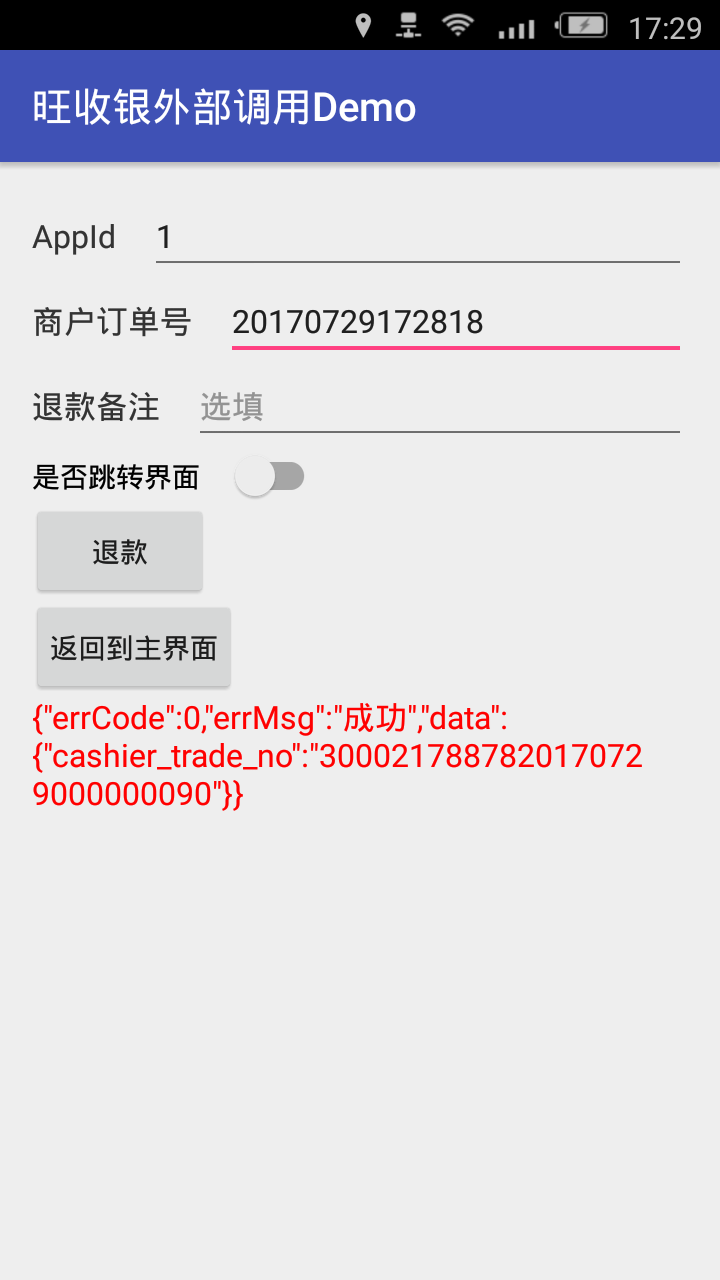 17:29
旺收银外部调用Demo
AppId 1
商户订单号 20170729172818
退款备注 选填
是否跳转界面
退款
返回到主界面
{"errCode":0,"errMsg":"成功","data":
{"cashier_trade_no":"300021788782017072
9000000090"}}